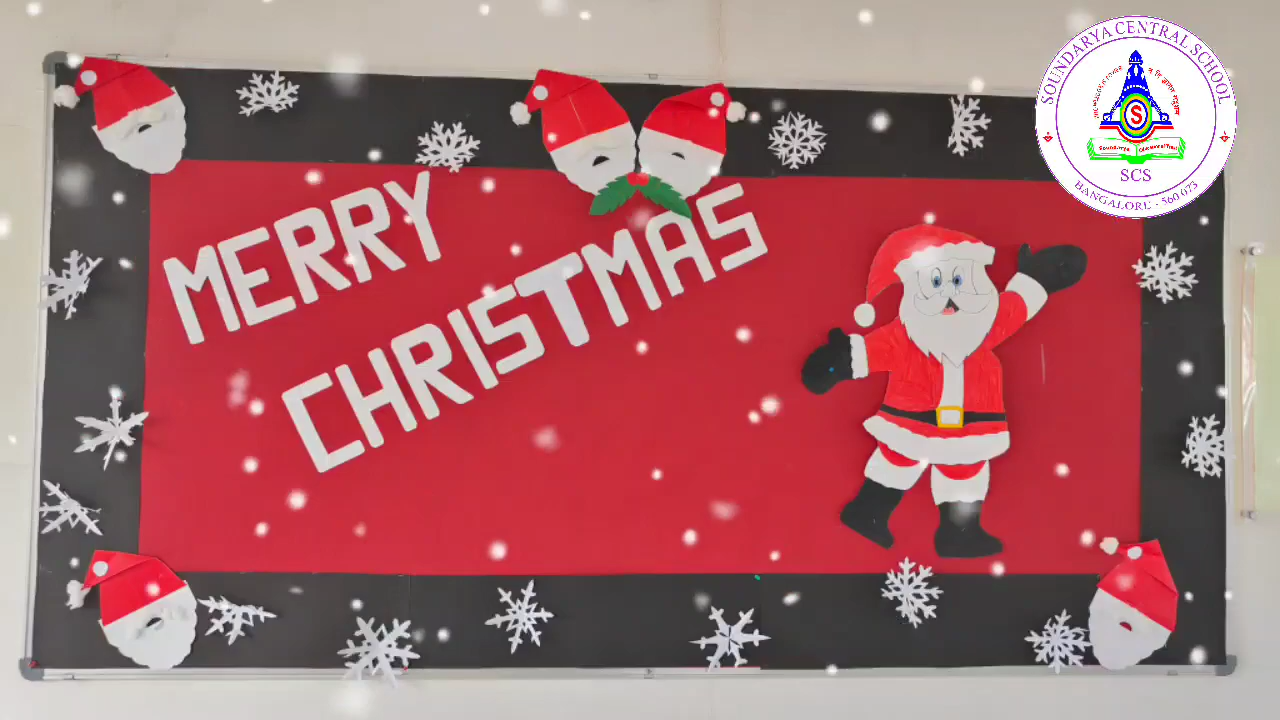 MERRY
CHRISTMAS
SOUNDARYA CENTRAL SCHOOL
S
SCS
BANGALORE - 560 073